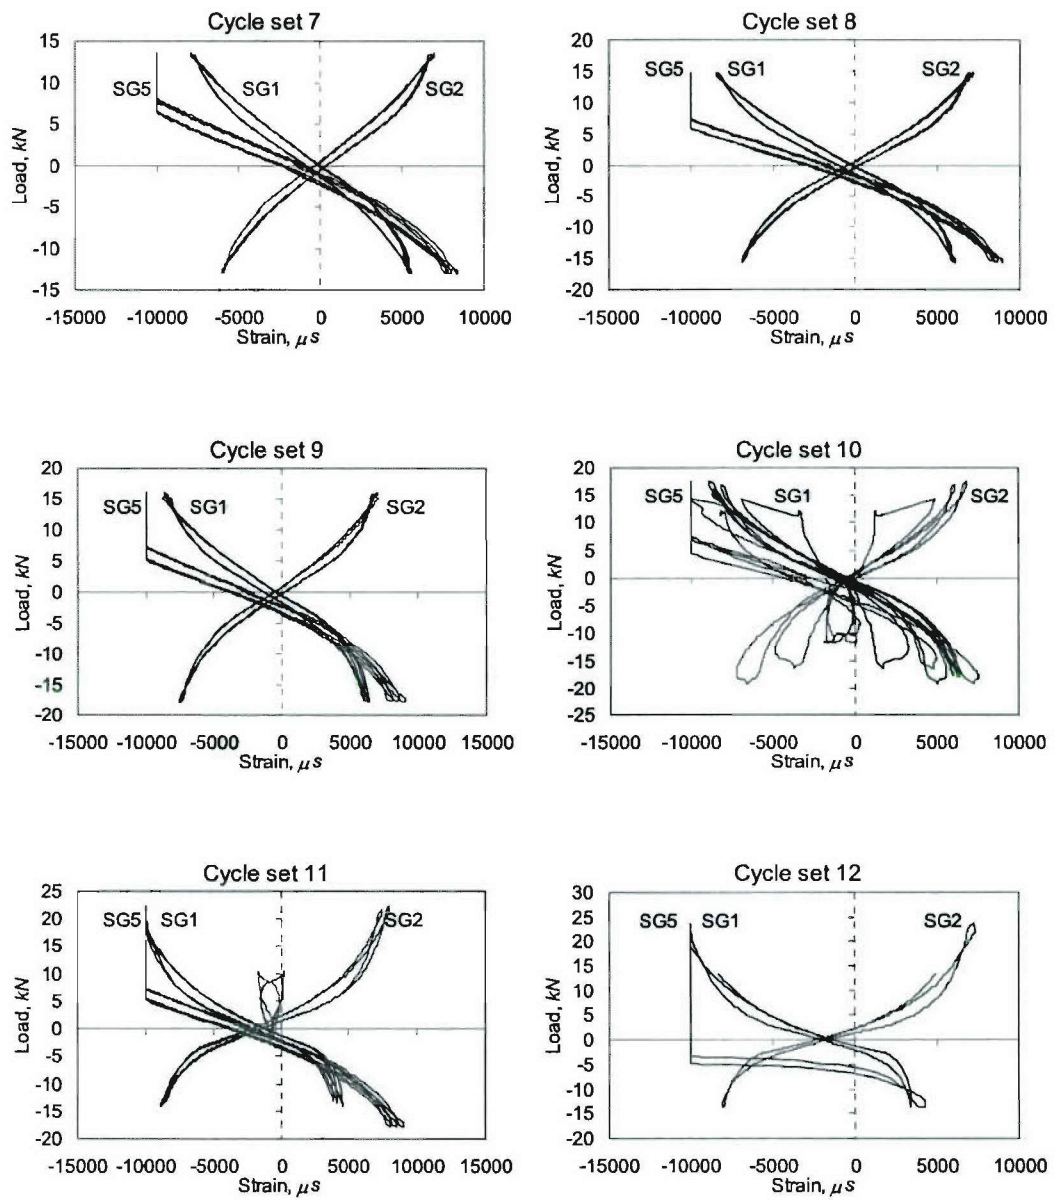 Cycle set 7
15
10
5
0
-5
-10
-15
Load, kN
SG5
SG1
SG2
-15000 -10000 -5000 0 5000 10000
Strain, μs
Cycle set 8
20
15
10
5
0
-5
-10
-15
-20
Load, kN
SG5
SG1
SG2
-15000 -10000 -5000 0 5000 10000
Strain, μs
Cycle set 9
20
15
10
5
0
-5
-10
-15
-20
Load, kN
SG5
SG1
SG2
-15000 -10000 -5000 0 5000 10000 15000
Strain, μs
Cycle set 10
20
15
10
5
0
-5
-10
-15
-20
-25
Load, kN
SG5
SG1
SG2
-15000 -10000 -5000 0 5000 10000
Strain, μs
Cycle set 11
25
20
15
10
5
0
-5
-10
-15
-20
Load, kN
SG5
SG1
SG2
-15000 -10000 -5000 0 5000 10000 15000
Strain, μs
Cycle set 12
30
25
20
15
10
5
0
-5
-10
-15
-20
Load, kN
SG5
SG1
SG2
-15000 -10000 -5000 0 5000 10000
Strain, μs